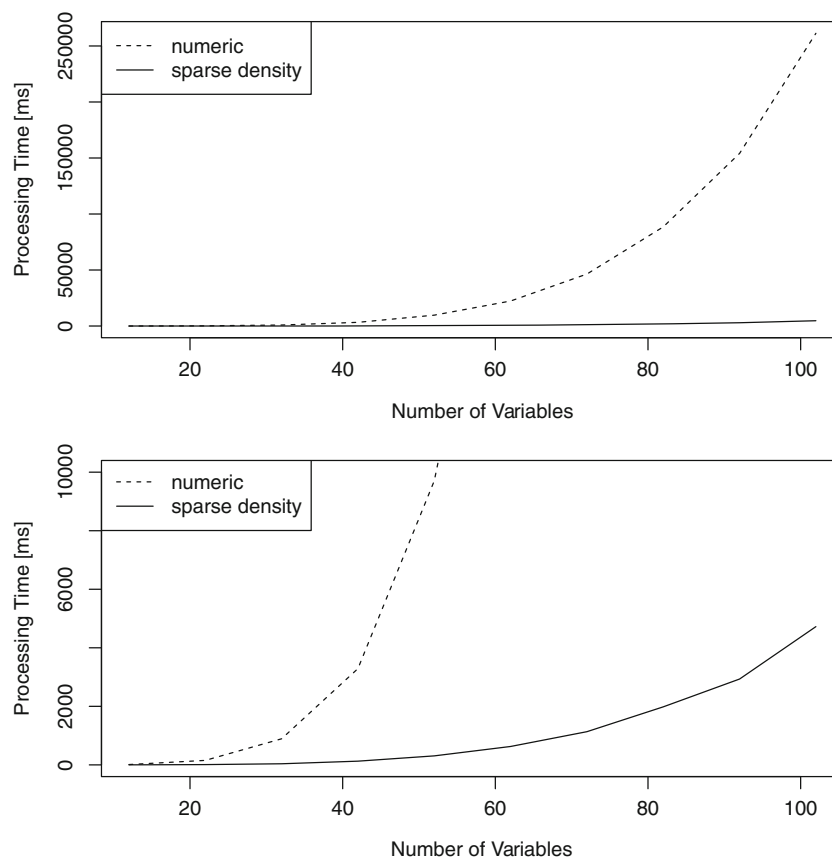 250000
150000
50000
0
Processing Time [ms]
numeric
sparse density
20
40
60
80
100
Number of Variables
10000
6000
2000
0
Processing Time [ms]
numeric
sparse density
20
40
60
80
100
Number of Variables